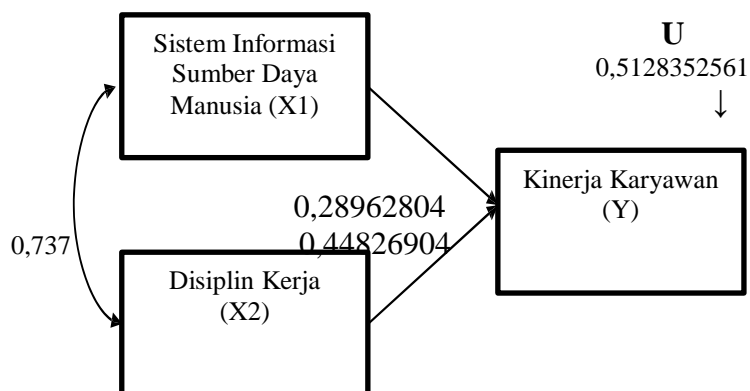 Sistem Informasi
Sumber Daya
Manusia (X1)
U
0,5128352561
↓
Kinerja Karyawan
(Y)
0,28962804
0,44826904
0,737
Disiplin Kerja
(X2)